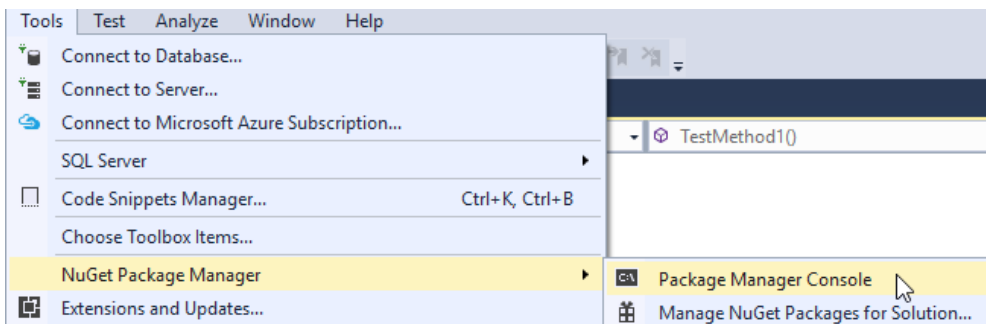 Tools Test Analyze Window Help
Connect to Database...
Connect to Server...
Connect to Microsoft Azure Subscription...
TestMethod1()
SQL Server
Code Snippets Manager... Ctrl+K, Ctrl+B
Choose Toolbox Items...
NuGet Package Manager
C:\ Package Manager Console
Extensions and Updates...
Manage NuGet Packages for Solution...